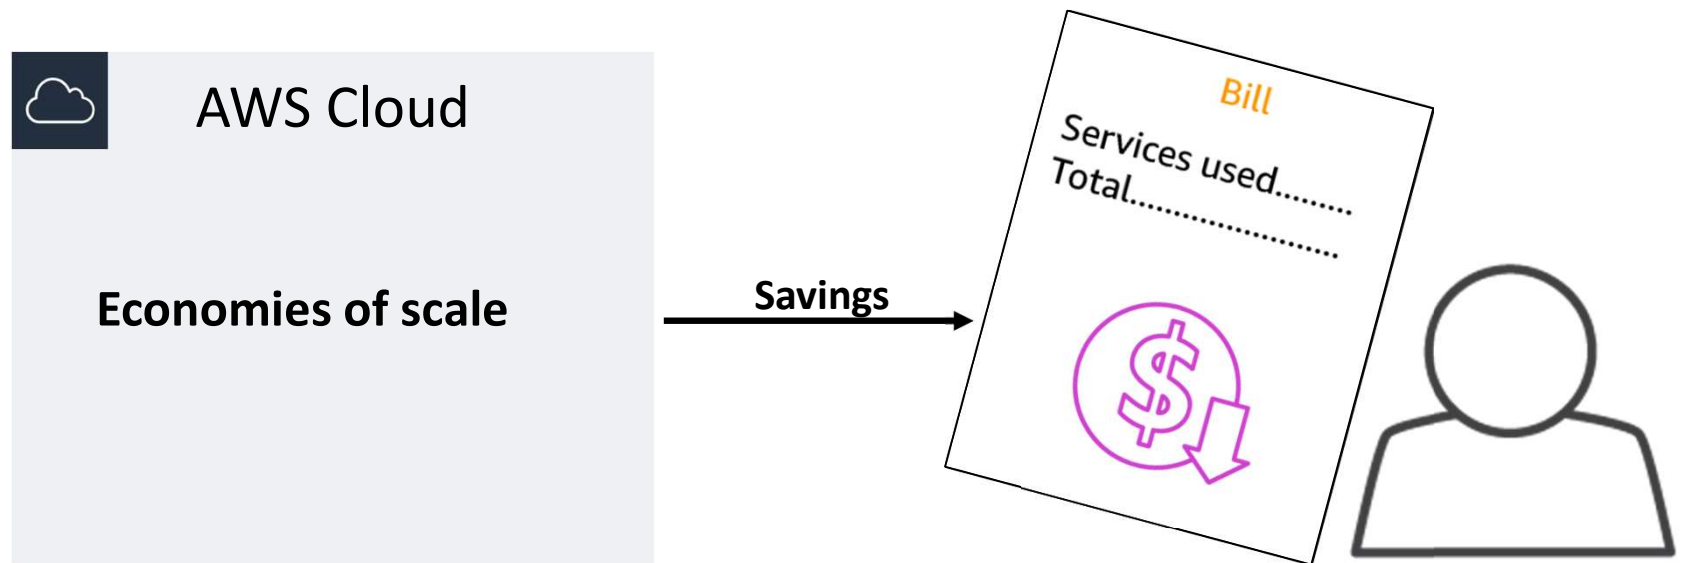 AWS Cloud
Economies of scale
Savings
Bill
Services used.........
Total........................
$